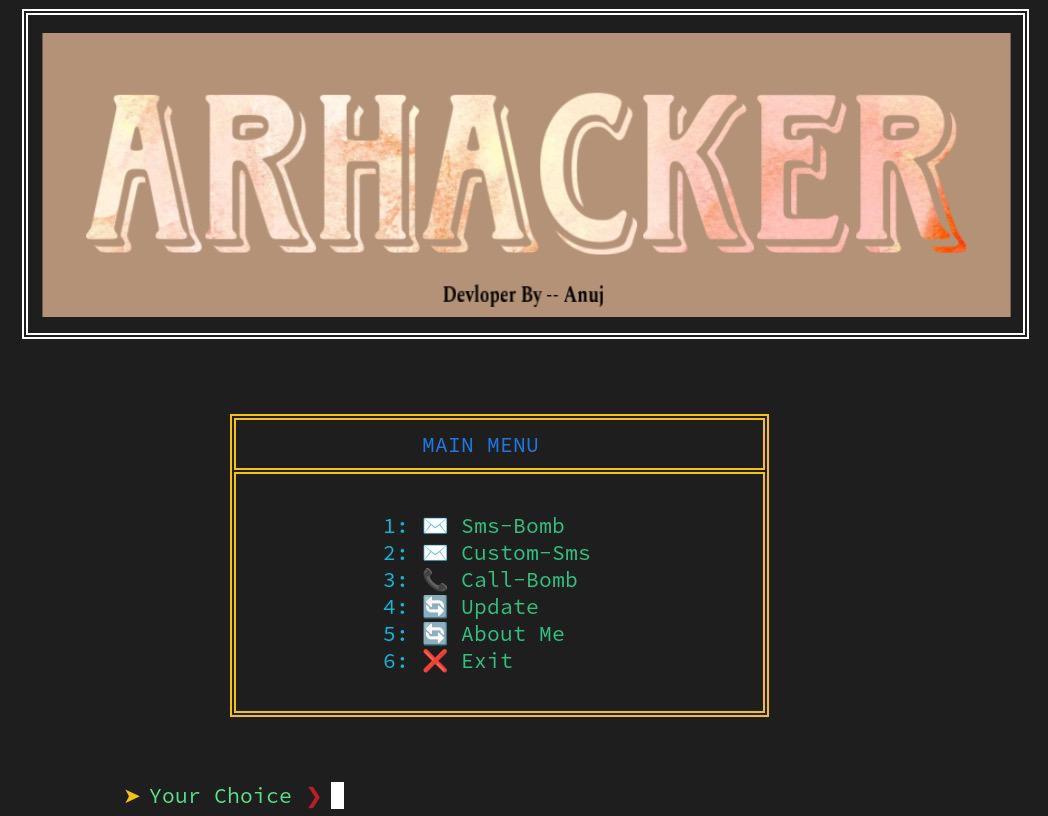 ARHACKER
Devloper By -- Anuj
MAIN MENU
1: ✉️ Sms-Bomb
2: ✉️ Custom-Sms
3: 📞 Call-Bomb
4: 🔄 Update
5: 🔄 About Me
6: ❌ Exit
➤ Your Choice ❯